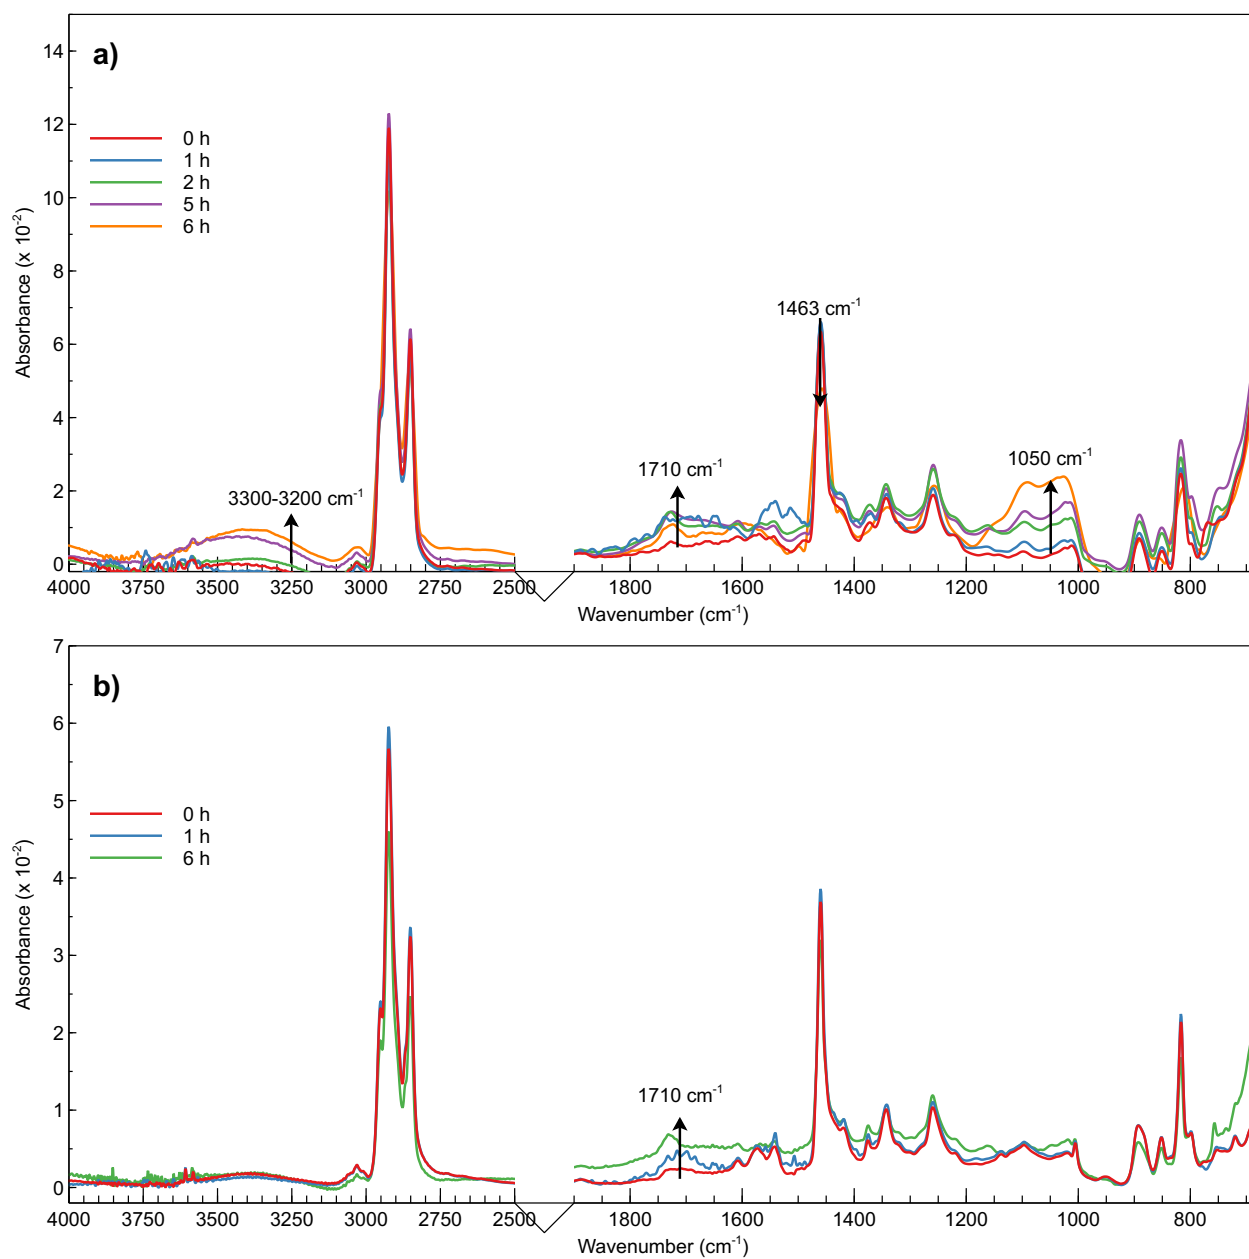 a)
14
12
10
8
6
4
2
0
Absorbance (x 10⁻²)
0 h
1 h
2 h
5 h
6 h
3300-3200 cm⁻¹
1710 cm⁻¹
1463 cm⁻¹
1050 cm⁻¹
4000 3750 3500 3250 3000 2750 2500 1800 1600 1400 1200 1000 800
Wavenumber (cm⁻¹)
b)
7
6
5
4
3
2
1
0
Absorbance (x 10⁻²)
0 h
1 h
6 h
1710 cm⁻¹
4000 3750 3500 3250 3000 2750 2500 1800 1600 1400 1200 1000 800
Wavenumber (cm⁻¹)